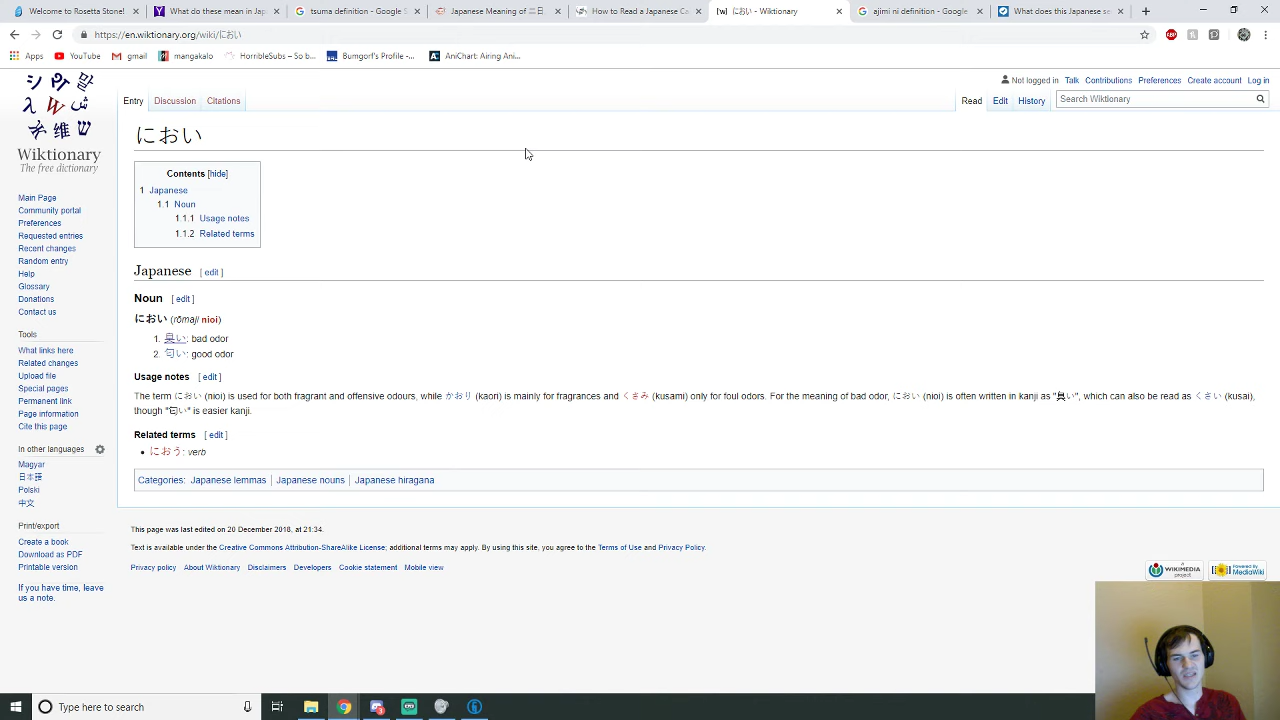 Welcome to Rosetta Stone!
What do these mean in Jap
tsuma definition - Google S
Japanese Meaning of 二日
How to Read a Japanese Ca
[w] におい - Wiktionary
ajimi ni definition - Google
What does this Japanese se
https://en.wiktionary.org/wiki/におい
ABP
Apps
YouTube
gmail
mangakalo
HorribleSubs – So b...
Bumgorf's Profile -...
AniChart: Airing Ani...
Not logged in Talk Contributions Preferences Create account Log in
Entry Discussion Citations
Read Edit History
Search Wiktionary
Wiktionary
The free dictionary
Main Page
Community portal
Preferences
Requested entries
Recent changes
Random entry
Help
Glossary
Donations
Contact us
Tools
What links here
Related changes
Upload file
Special pages
Permanent link
Page information
Cite this page
In other languages
Magyar
日本語
Polski
中文
Print/export
Create a book
Download as PDF
Printable version
If you have time, leave
us a note.
におい
Contents [hide]
1 Japanese
1.1 Noun
1.1.1 Usage notes
1.1.2 Related terms
Japanese [ edit ]
Noun [ edit ]
におい (rōmaji nioi)
1. 臭い: bad odor
2. 匂い: good odor
Usage notes [ edit ]
The term におい (nioi) is used for both fragrant and offensive odours, while かおり (kaori) is mainly for fragrances and くさみ (kusami) only for foul odors. For the meaning of bad odor, におい (nioi) is often written in kanji as "臭い", which can also be read as くさい (kusai),
though "匂い" is easier kanji.
Related terms [ edit ]
• におう: verb
Categories: Japanese lemmas | Japanese nouns | Japanese hiragana
This page was last edited on 20 December 2018, at 21:34.
Text is available under the Creative Commons Attribution-ShareAlike License; additional terms may apply. By using this site, you agree to the Terms of Use and Privacy Policy.
Privacy policy About Wiktionary Disclaimers Developers Cookie statement Mobile view
A WIKIMEDIA project
Powered By MediaWiki
Type here to search